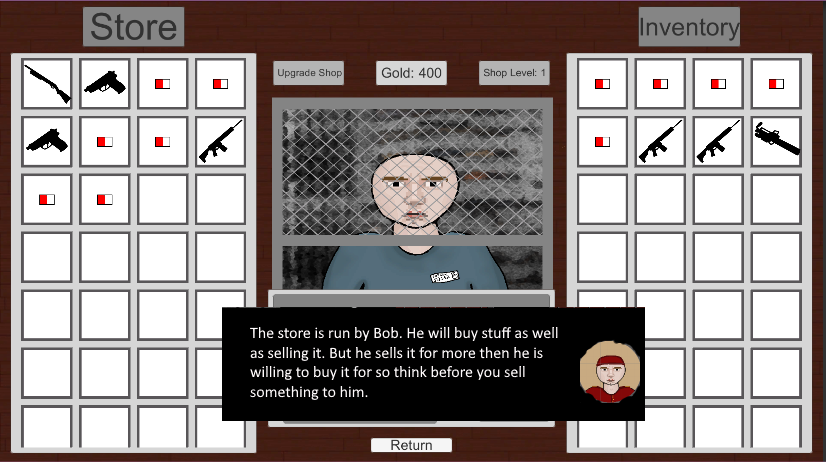 Store
Inventory
Upgrade Shop
Gold: 400
Shop Level: 1
The store is run by Bob. He will buy stuff as well
as selling it. But he sells it for more then he is
willing to buy it for so think before you sell
something to him.
Return